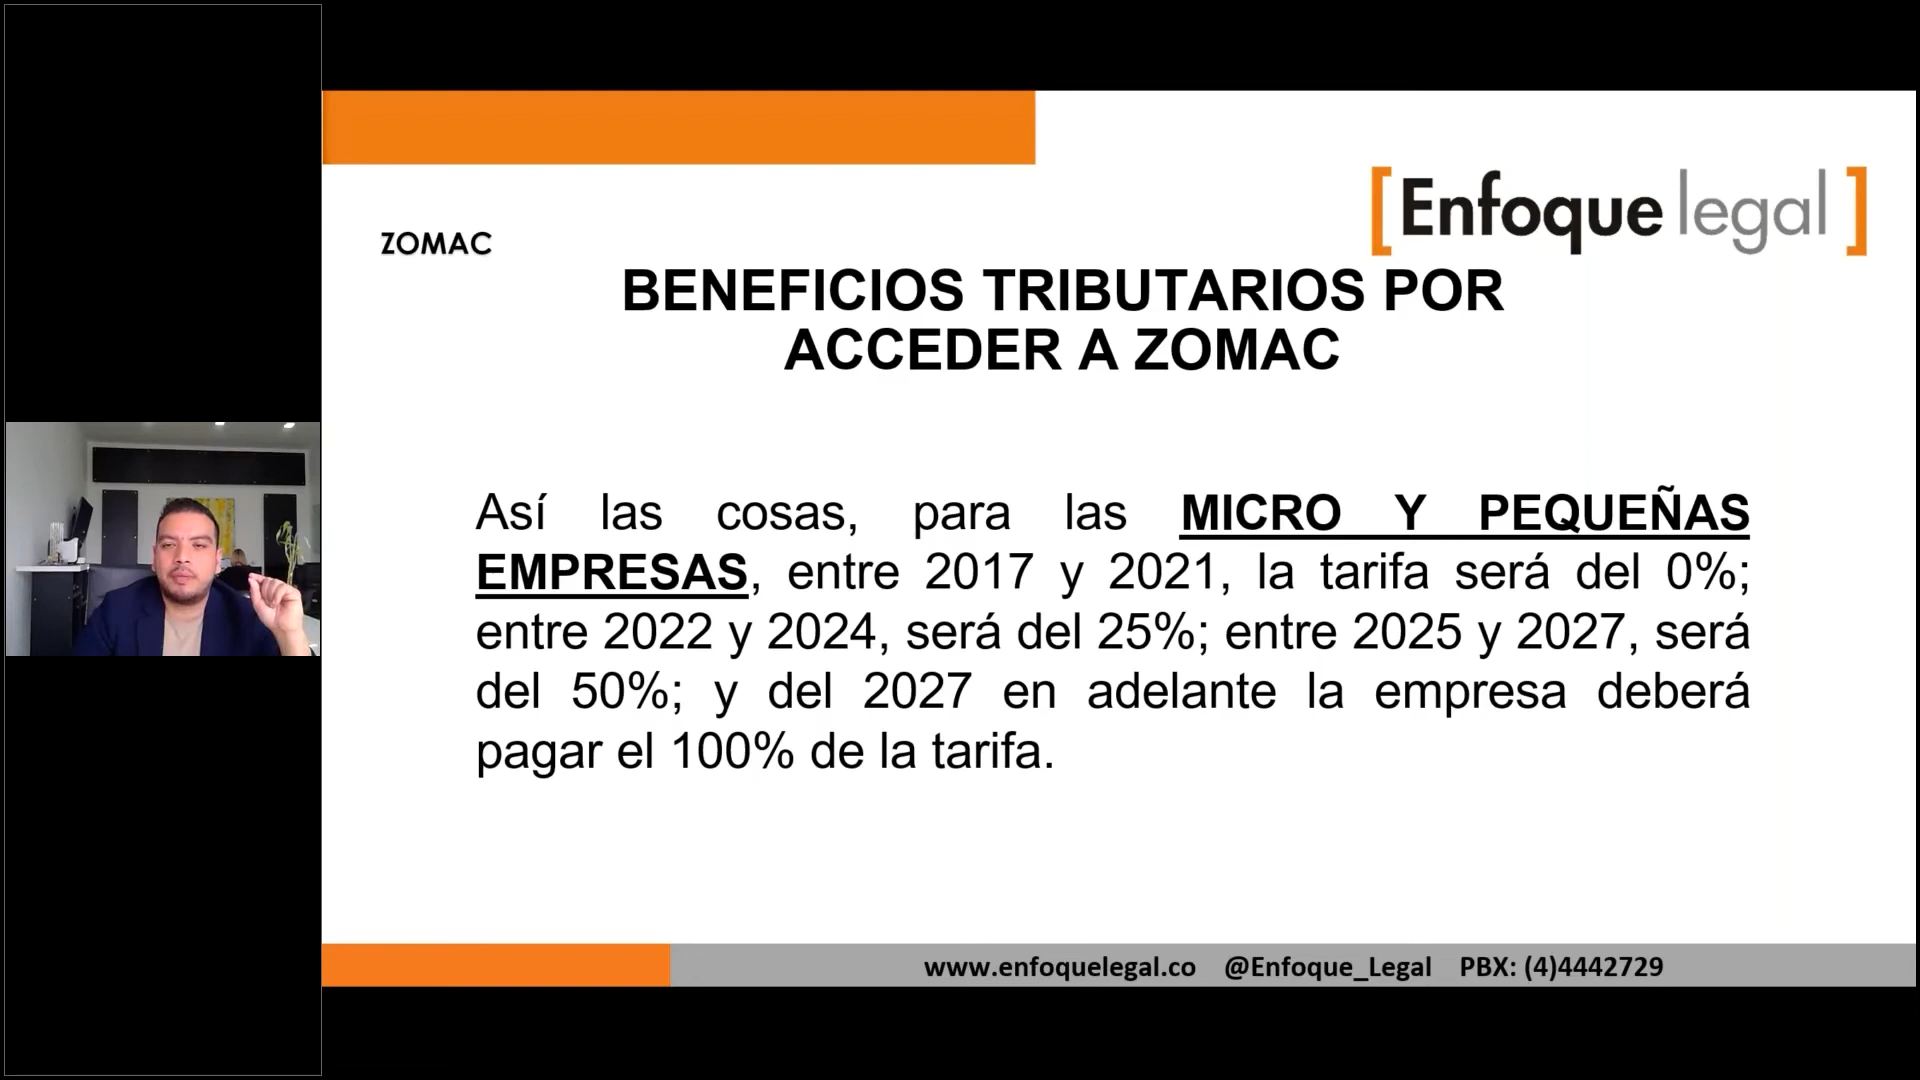 [Enfoque legal]
ZOMAC
BENEFICIOS TRIBUTARIOS POR
ACCEDER A ZOMAC
Así las cosas, para las MICRO Y PEQUEÑAS
EMPRESAS, entre 2017 y 2021, la tarifa será del 0%;
entre 2022 y 2024, será del 25%; entre 2025 y 2027, será
del 50%; y del 2027 en adelante la empresa deberá
pagar el 100% de la tarifa.
www.enfoquelegal.co @Enfoque_Legal PBX: (4)4442729